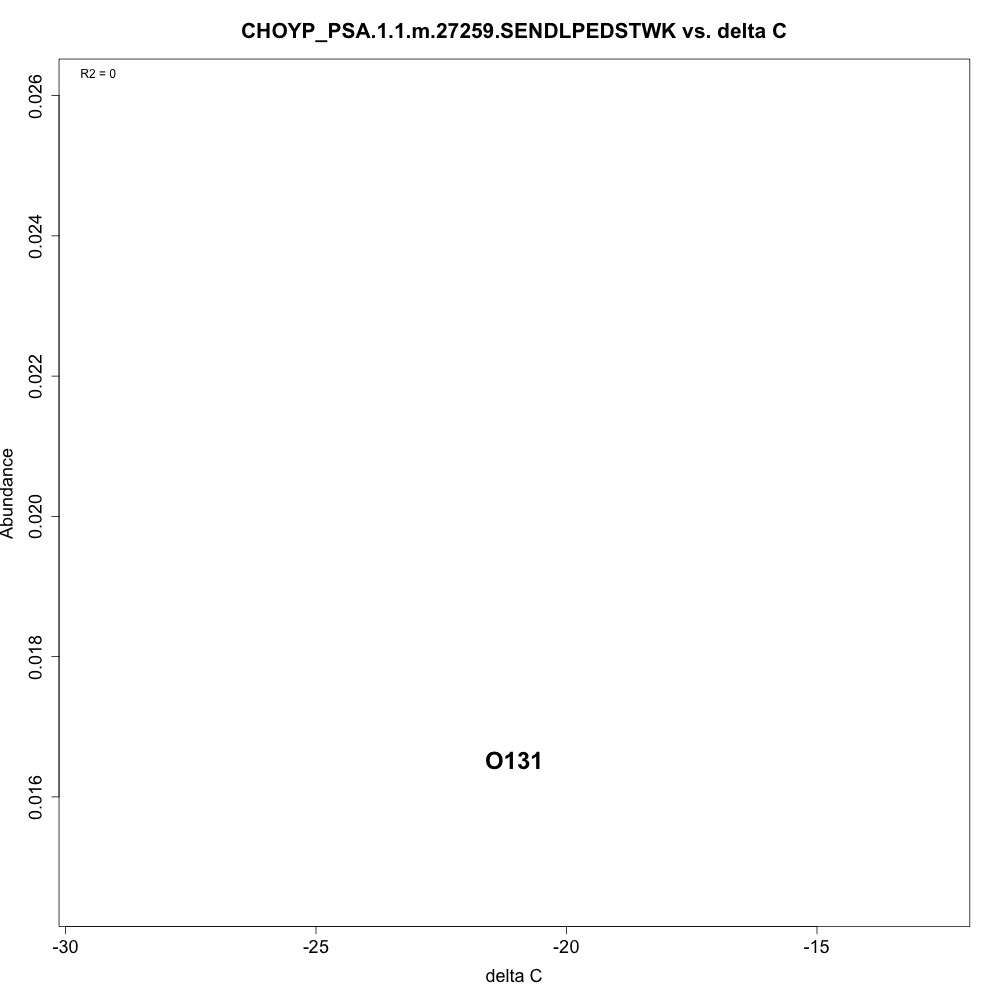 CHOYP_PSA.1.1.m.27259.SENDLPEDSTWK vs. delta C
R2 = 0
0.026
0.024
0.022
0.020
0.018
0.016
Abundance
O131
-30
-25
-20
-15
delta C